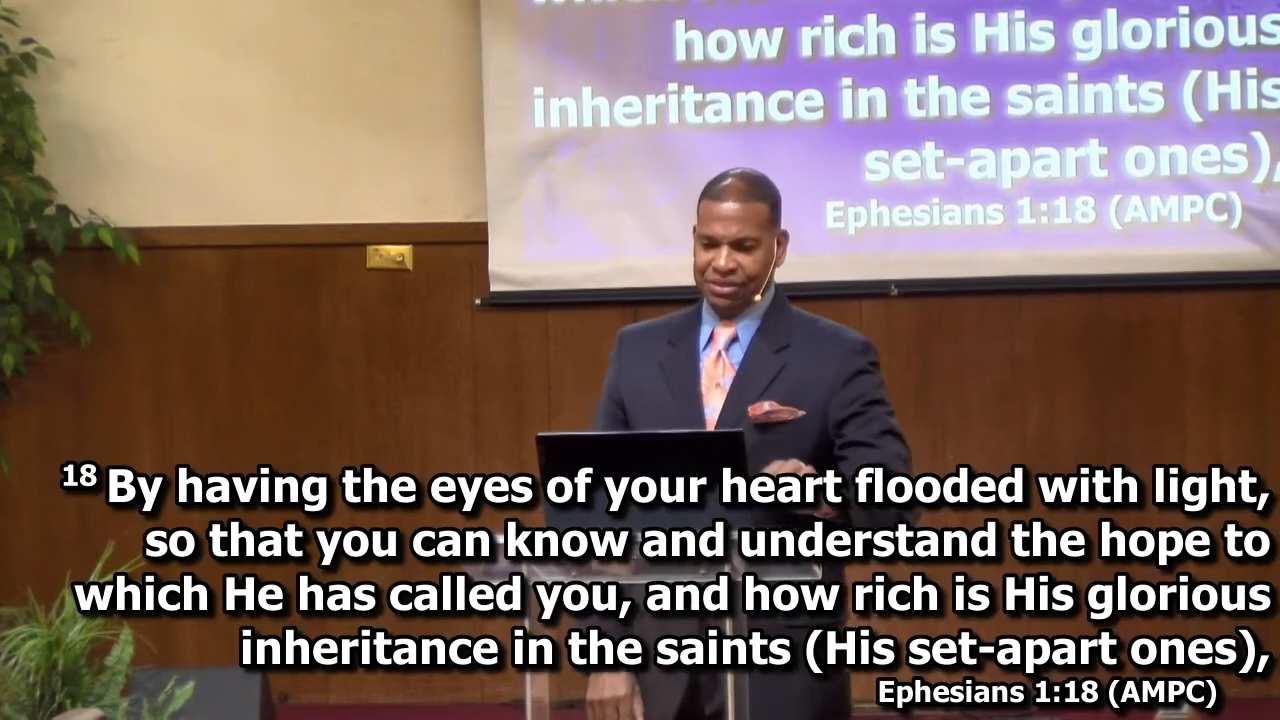 how rich is His glorious
inheritance in the saints (His
set-apart ones),
Ephesians 1:18 (AMPC)
18 By having the eyes of your heart flooded with light,
so that you can know and understand the hope to
which He has called you, and how rich is His glorious
inheritance in the saints (His set-apart ones),
Ephesians 1:18 (AMPC)